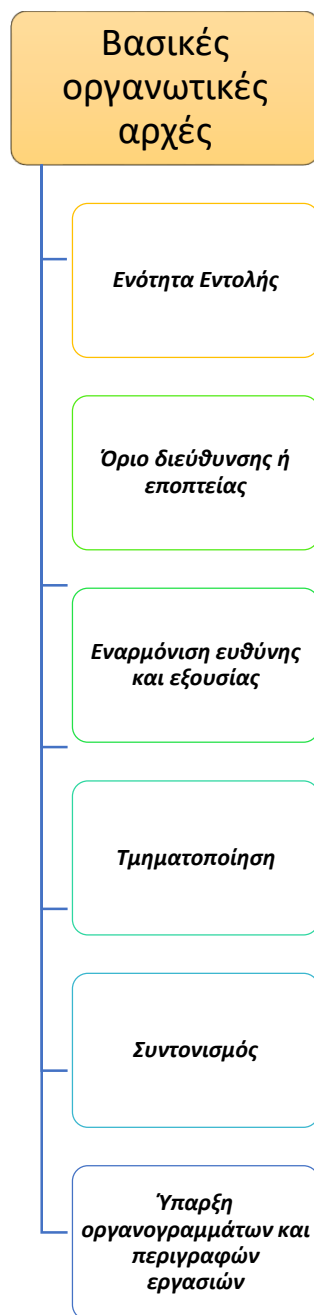 Βασικές
οργανωτικές
αρχές
Ενότητα Εντολής
Όριο διεύθυνσης ή
εποπτείας
Εναρμόνιση ευθύνης
και εξουσίας
Τμηματοποίηση
Συντονισμός
Ύπαρξη
οργανογραμμάτων και
περιγραφών
εργασιών